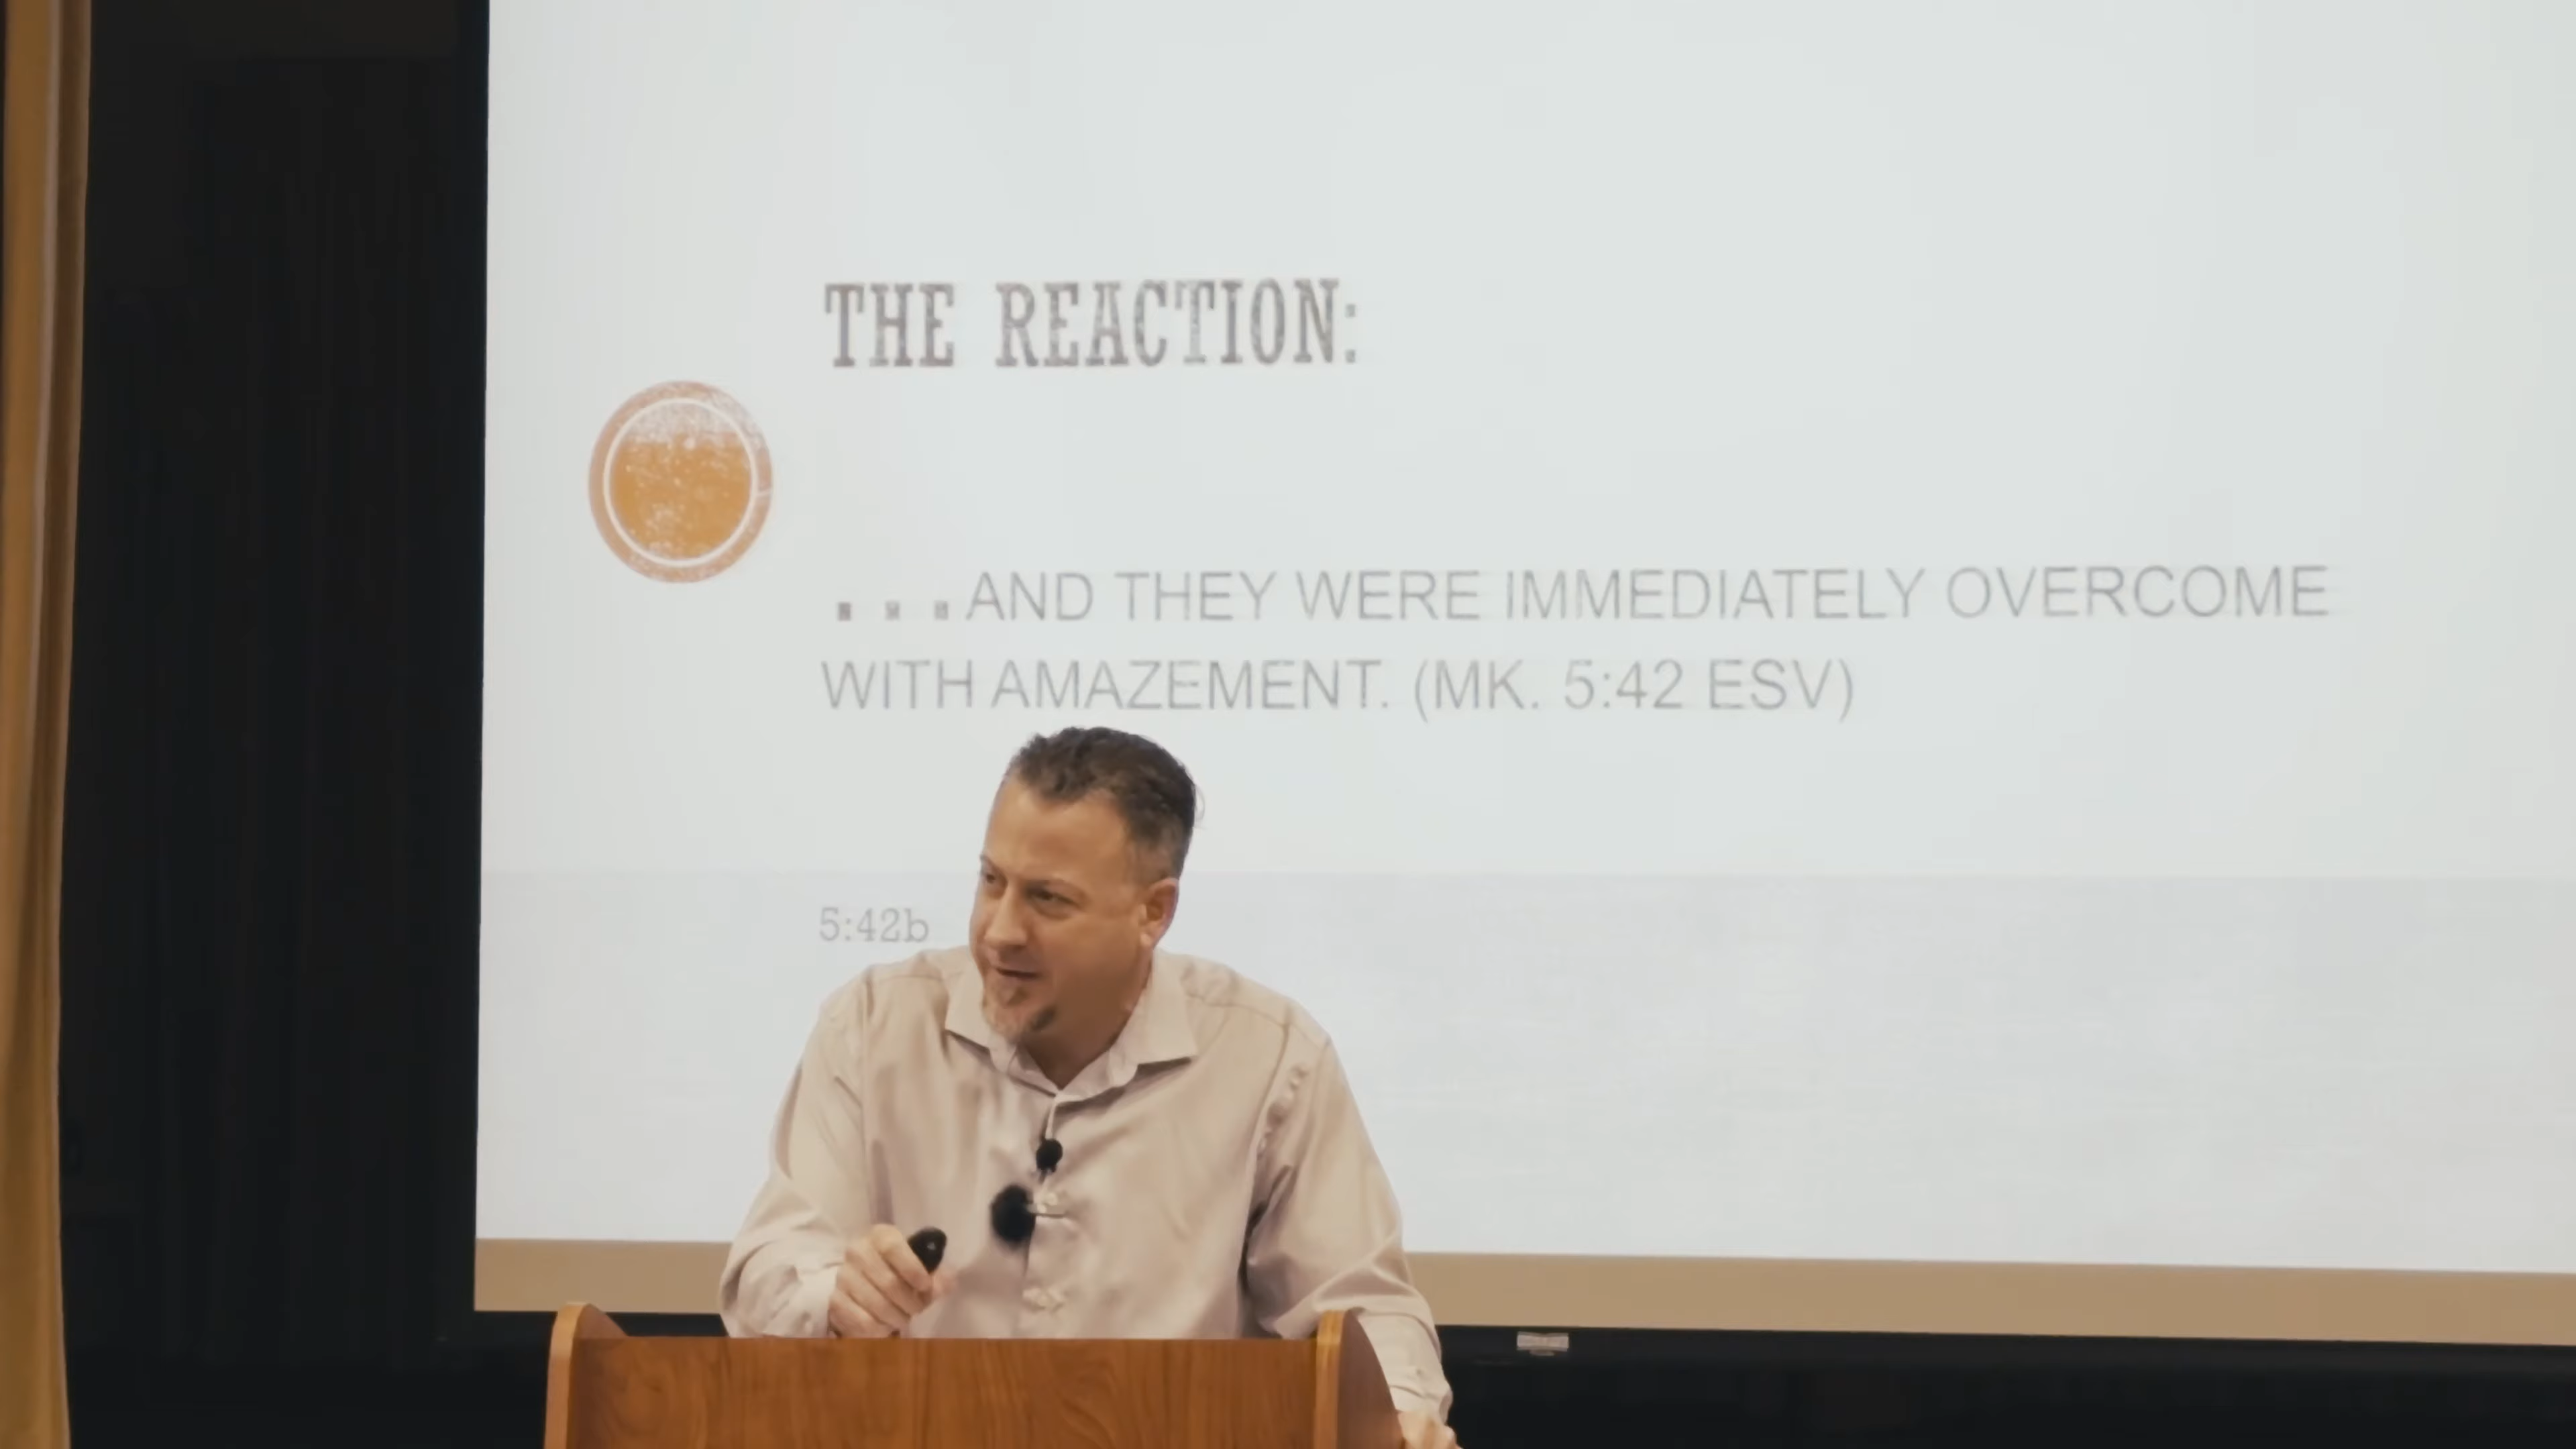 THE REACTION:
. . . AND THEY WERE IMMEDIATELY OVERCOME
WITH AMAZEMENT. (MK. 5:42 ESV)
5:42b